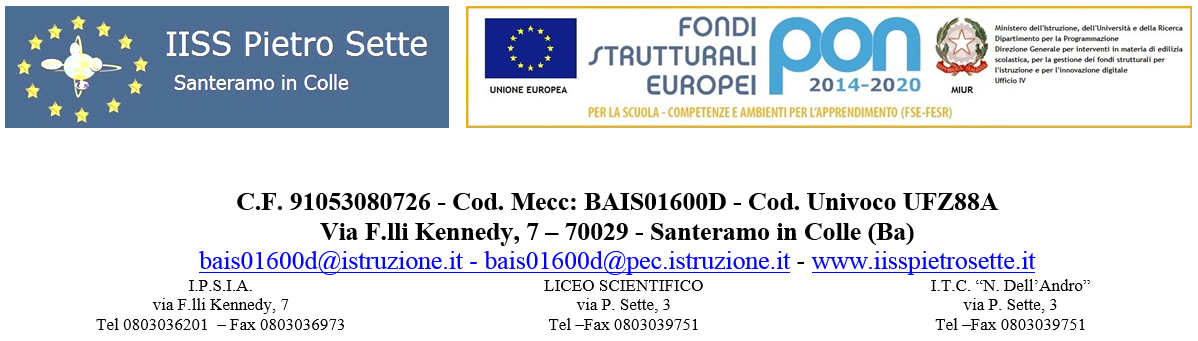 IISS Pietro Sette
Santeramo in Colle
FONDI
STRUTTURALI
EUROPEI
pon
2014-2020
UNIONE EUROPEA
MIUR
Ministero dell'Istruzione, dell'Università e della Ricerca
Dipartimento per la Programmazione
Direzione Generale per interventi in materia di edilizia
scolastica, per la gestione dei fondi strutturali per
l'istruzione e per l'innovazione digitale
Ufficio IV
PER LA SCUOLA - COMPETENZE E AMBIENTI PER L'APPRENDIMENTO (FSE-FESR)
C.F. 91053080726 - Cod. Mecc: BAIS01600D - Cod. Univoco UFZ88A
Via F.lli Kennedy, 7 – 70029 - Santeramo in Colle (Ba)
bais01600d@istruzione.it - bais01600d@pec.istruzione.it - www.iisspietrosette.it
I.P.S.I.A.
via F.lli Kennedy, 7
Tel 0803036201 – Fax 0803036973
LICEO SCIENTIFICO
via P. Sette, 3
Tel –Fax 0803039751
I.T.C. “N. Dell’Andro”
via P. Sette, 3
Tel –Fax 0803039751